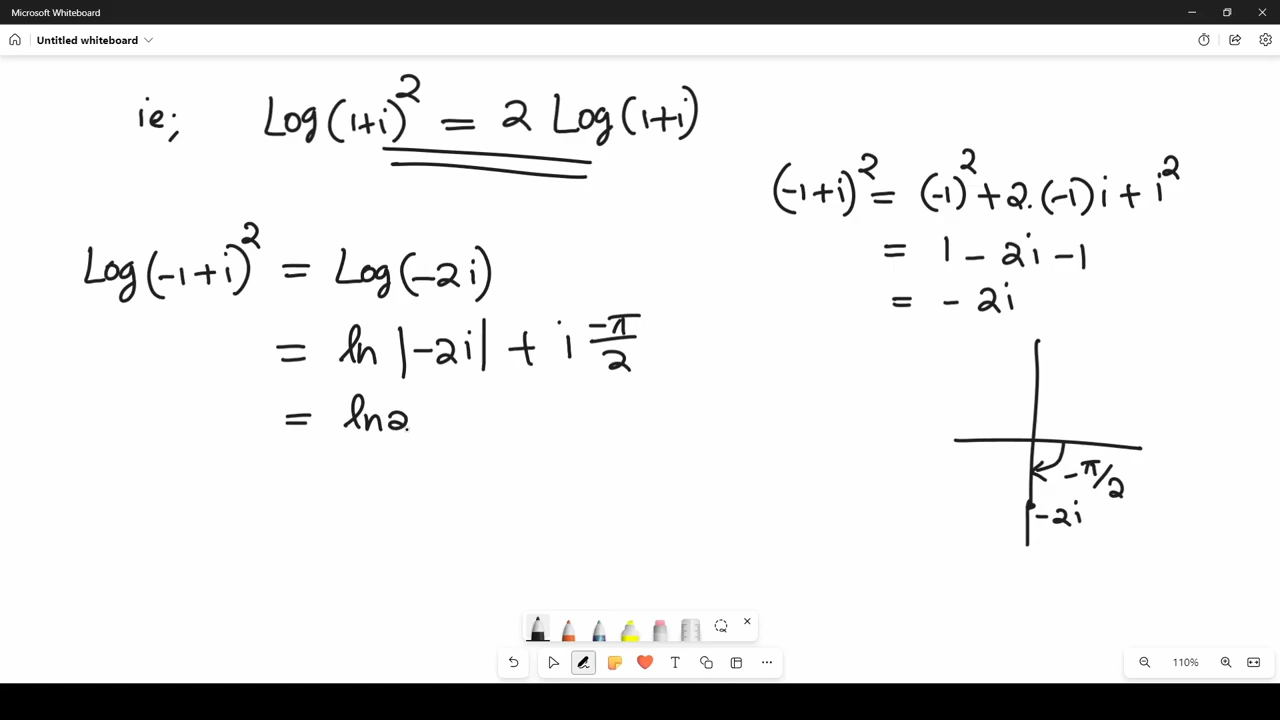 Microsoft Whiteboard
Untitled whiteboard
ie; Log(1+i)² = 2 Log(1+i)
(-1+i)² = (-1)² + 2.(-1)i + i²
= 1 - 2i - 1
= - 2i
Log(-1+i)² = Log(-2i)
= ln |-2i| + i -π/2
= ln2
-π/2
-2i
110%